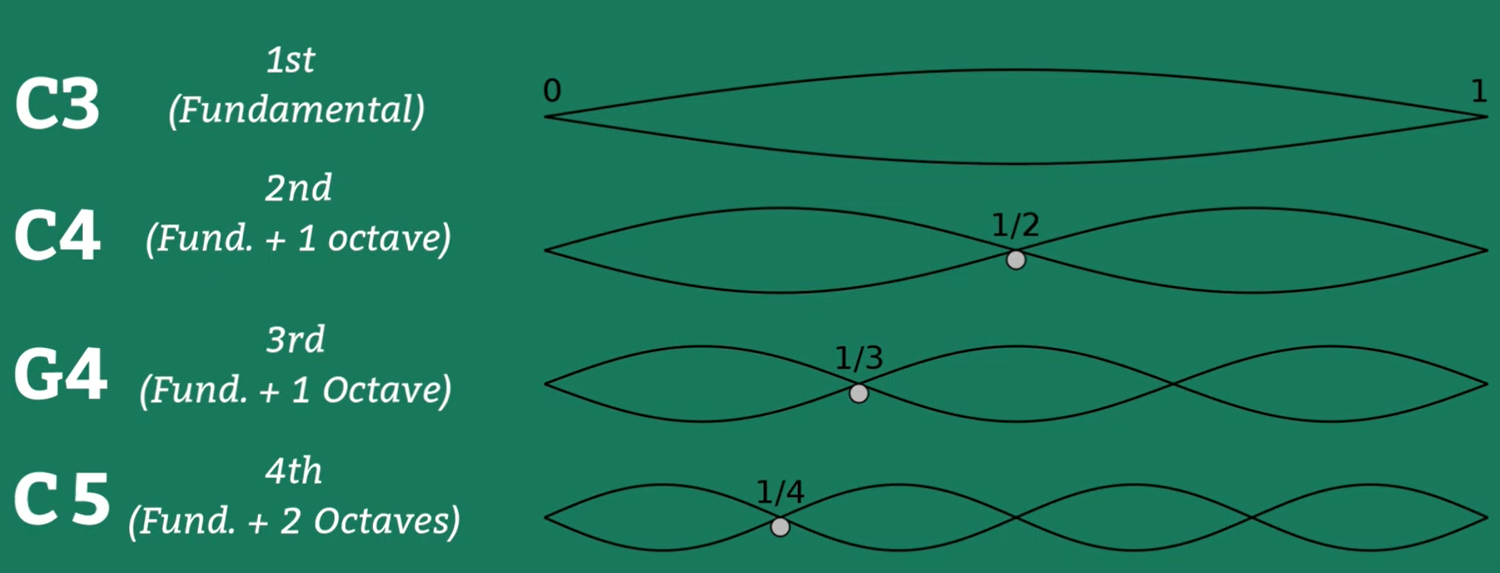 1st
C3 (Fundamental)
0 1
2nd
C4 (Fund. + 1 octave)
1/2
3rd
G4 (Fund. + 1 Octave)
1/3
4th
C 5 (Fund. + 2 Octaves)
1/4